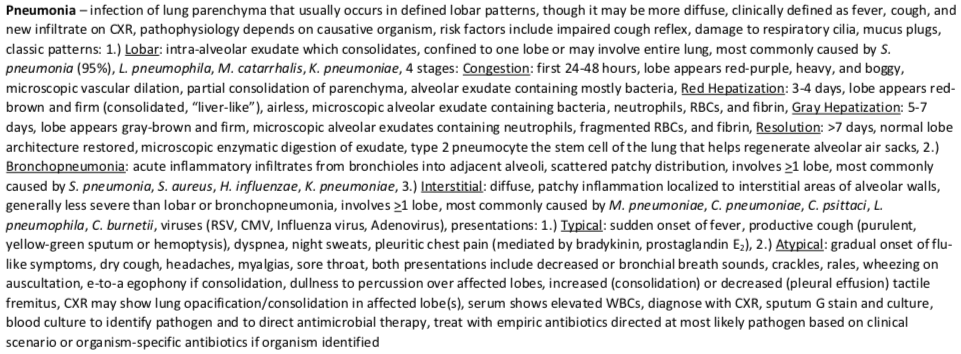 Pneumonia – infection of lung parenchyma that usually occurs in defined lobar patterns, though it may be more diffuse, clinically defined as fever, cough, and
new infiltrate on CXR, pathophysiology depends on causative organism, risk factors include impaired cough reflex, damage to respiratory cilia, mucus plugs,
classic patterns: 1.) Lobar: intra-alveolar exudate which consolidates, confined to one lobe or may involve entire lung, most commonly caused by S.
pneumonia (95%), L. pneumophila, M. catarrhalis, K. pneumoniae, 4 stages: Congestion: first 24-48 hours, lobe appears red-purple, heavy, and boggy,
microscopic vascular dilation, partial consolidation of parenchyma, alveolar exudate containing mostly bacteria, Red Hepatization: 3-4 days, lobe appears red-
brown and firm (consolidated, “liver-like”), airless, microscopic alveolar exudate containing bacteria, neutrophils, RBCs, and fibrin, Gray Hepatization: 5-7
days, lobe appears gray-brown and firm, microscopic alveolar exudates containing neutrophils, fragmented RBCs, and fibrin, Resolution: >7 days, normal lobe
architecture restored, microscopic enzymatic digestion of exudate, type 2 pneumocyte the stem cell of the lung that helps regenerate alveolar air sacks, 2.)
Bronchopneumonia: acute inflammatory infiltrates from bronchioles into adjacent alveoli, scattered patchy distribution, involves ≥1 lobe, most commonly
caused by S. pneumonia, S. aureus, H. influenzae, K. pneumoniae, 3.) Interstitial: diffuse, patchy inflammation localized to interstitial areas of alveolar walls,
generally less severe than lobar or bronchopneumonia, involves ≥1 lobe, most commonly caused by M. pneumoniae, C. pneumoniae, C. psittaci, L.
pneumophila, C. burnetii, viruses (RSV, CMV, Influenza virus, Adenovirus), presentations: 1.) Typical: sudden onset of fever, productive cough (purulent,
yellow-green sputum or hemoptysis), dyspnea, night sweats, pleuritic chest pain (mediated by bradykinin, prostaglandin E₂), 2.) Atypical: gradual onset of flu-
like symptoms, dry cough, headaches, myalgias, sore throat, both presentations include decreased or bronchial breath sounds, crackles, rales, wheezing on
auscultation, e-to-a egophony if consolidation, dullness to percussion over affected lobes, increased (consolidation) or decreased (pleural effusion) tactile
fremitus, CXR may show lung opacification/consolidation in affected lobe(s), serum shows elevated WBCs, diagnose with CXR, sputum G stain and culture,
blood culture to identify pathogen and to direct antimicrobial therapy, treat with empiric antibiotics directed at most likely pathogen based on clinical
scenario or organism-specific antibiotics if organism identified